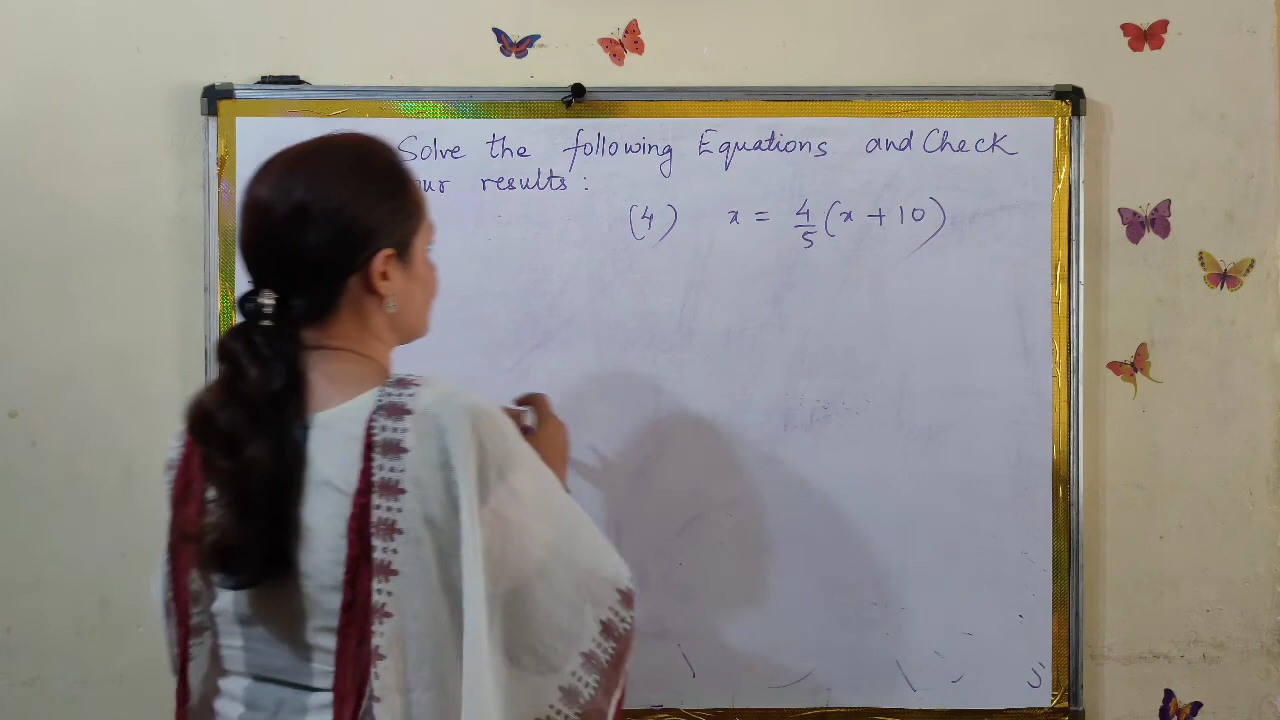 Solve the following Equations and Check
results :
(4) x = 4/5 (x + 10)